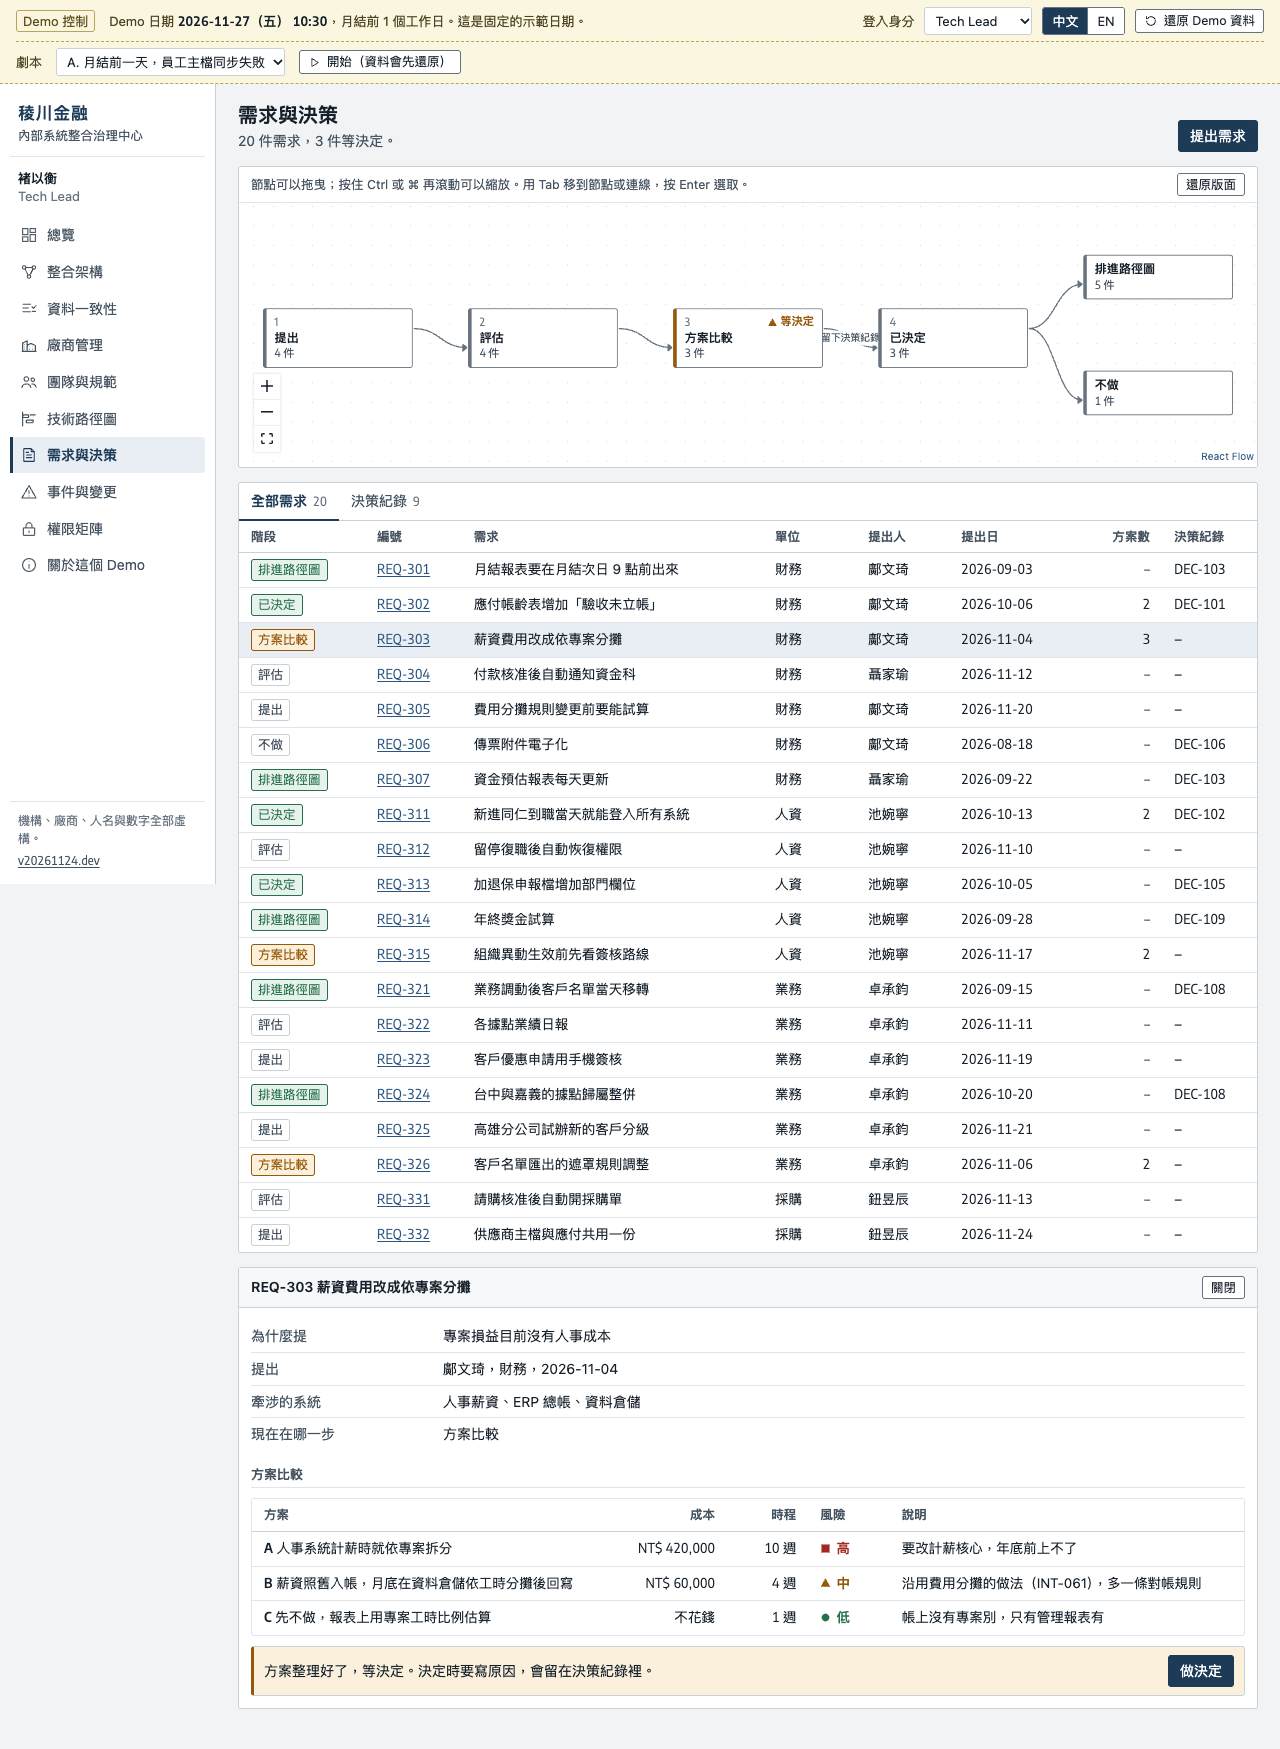 Demo 控制 Demo 日期 2026-11-27（五） 10:30，月結前 1 個工作日。這是固定的示範日期。 登入身分 Tech Lead 中文 EN 還原 Demo 資料
劇本 A. 月結前一天，員工主檔同步失敗 開始（資料會先還原）
稜川金融
內部系統整合治理中心
褚以衡
Tech Lead
總覽
整合架構
資料一致性
廠商管理
團隊與規範
技術路徑圖
需求與決策
事件與變更
權限矩陣
關於這個 Demo
機構、廠商、人名與數字全部虛
構。
v20261124.dev
需求與決策
20 件需求，3 件等決定。
提出需求
節點可以拖曳；按住 Ctrl 或 ⌘ 再滾動可以縮放。用 Tab 移到節點或連線，按 Enter 選取。 還原版面
1
提出
4 件
2
評估
4 件
3 ▲ 等決定
方案比較
3 件
留下決策紀錄
4
已決定
3 件
排進路徑圖
5 件
不做
1 件
React Flow
全部需求 20 決策紀錄 9
階段 編號 需求 單位 提出人 提出日 方案數 決策紀錄
排進路徑圖 REQ-301 月結報表要在月結次日 9 點前出來 財務 鄺文琦 2026-09-03 – DEC-103
已決定 REQ-302 應付帳齡表增加「驗收未立帳」 財務 鄺文琦 2026-10-06 2 DEC-101
方案比較 REQ-303 薪資費用改成依專案分攤 財務 鄺文琦 2026-11-04 3 –
評估 REQ-304 付款核准後自動通知資金科 財務 聶家瑜 2026-11-12 – –
提出 REQ-305 費用分攤規則變更前要能試算 財務 鄺文琦 2026-11-20 – –
不做 REQ-306 傳票附件電子化 財務 鄺文琦 2026-08-18 – DEC-106
排進路徑圖 REQ-307 資金預估報表每天更新 財務 聶家瑜 2026-09-22 – DEC-103
已決定 REQ-311 新進同仁到職當天就能登入所有系統 人資 池婉寧 2026-10-13 2 DEC-102
評估 REQ-312 留停復職後自動恢復權限 人資 池婉寧 2026-11-10 – –
已決定 REQ-313 加退保申報檔增加部門欄位 人資 池婉寧 2026-10-05 – DEC-105
排進路徑圖 REQ-314 年終獎金試算 人資 池婉寧 2026-09-28 – DEC-109
方案比較 REQ-315 組織異動生效前先看簽核路線 人資 池婉寧 2026-11-17 2 –
排進路徑圖 REQ-321 業務調動後客戶名單當天移轉 業務 卓承鈞 2026-09-15 – DEC-108
評估 REQ-322 各據點業績日報 業務 卓承鈞 2026-11-11 – –
提出 REQ-323 客戶優惠申請用手機簽核 業務 卓承鈞 2026-11-19 – –
排進路徑圖 REQ-324 台中與嘉義的據點歸屬整併 業務 卓承鈞 2026-10-20 – DEC-108
提出 REQ-325 高雄分公司試辦新的客戶分級 業務 卓承鈞 2026-11-21 – –
方案比較 REQ-326 客戶名單匯出的遮罩規則調整 業務 卓承鈞 2026-11-06 2 –
評估 REQ-331 請購核准後自動開採購單 採購 鈕昱辰 2026-11-13 – –
提出 REQ-332 供應商主檔與應付共用一份 採購 鈕昱辰 2026-11-24 – –
REQ-303 薪資費用改成依專案分攤 關閉
為什麼提 專案損益目前沒有人事成本
提出 鄺文琦，財務，2026-11-04
牽涉的系統 人事薪資、ERP 總帳、資料倉儲
現在在哪一步 方案比較
方案比較
方案 成本 時程 風險 說明
A 人事系統計薪時就依專案拆分 NT$ 420,000 10 週 ■ 高 要改計薪核心，年底前上不了
B 薪資照舊入帳，月底在資料倉儲依工時分攤後回寫 NT$ 60,000 4 週 ▲ 中 沿用費用分攤的做法（INT-061），多一條對帳規則
C 先不做，報表上用專案工時比例估算 不花錢 1 週 ● 低 帳上沒有專案別，只有管理報表有
方案整理好了，等決定。決定時要寫原因，會留在決策紀錄裡。 做決定